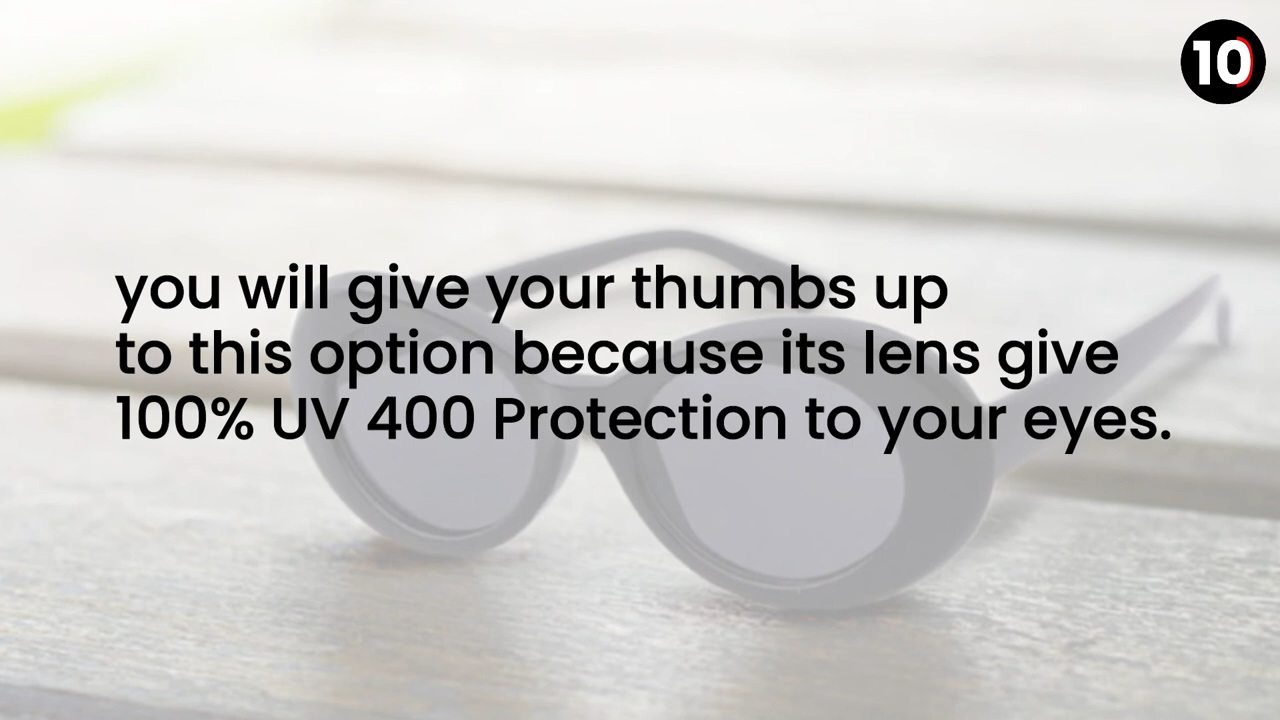 10
you will give your thumbs up
to this option because its lens give
100% UV 400 Protection to your eyes.